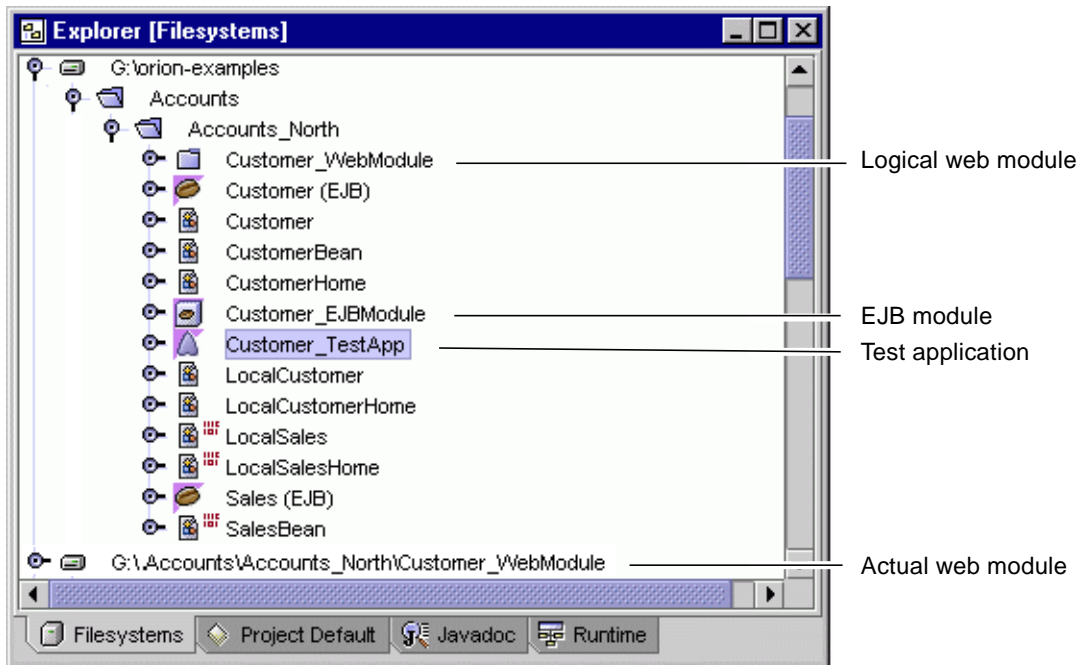 Explorer [Filesystems]
G:\orion-examples
Accounts
Accounts_North
Customer_WebModule
Logical web module
Customer (EJB)
Customer
CustomerBean
CustomerHome
Customer_EJBModule
EJB module
Customer_TestApp
Test application
LocalCustomer
LocalCustomerHome
LocalSales
LocalSalesHome
Sales (EJB)
SalesBean
G:\.Accounts\Accounts_North\Customer_WebModule
Actual web module
Filesystems Project Default Javadoc Runtime